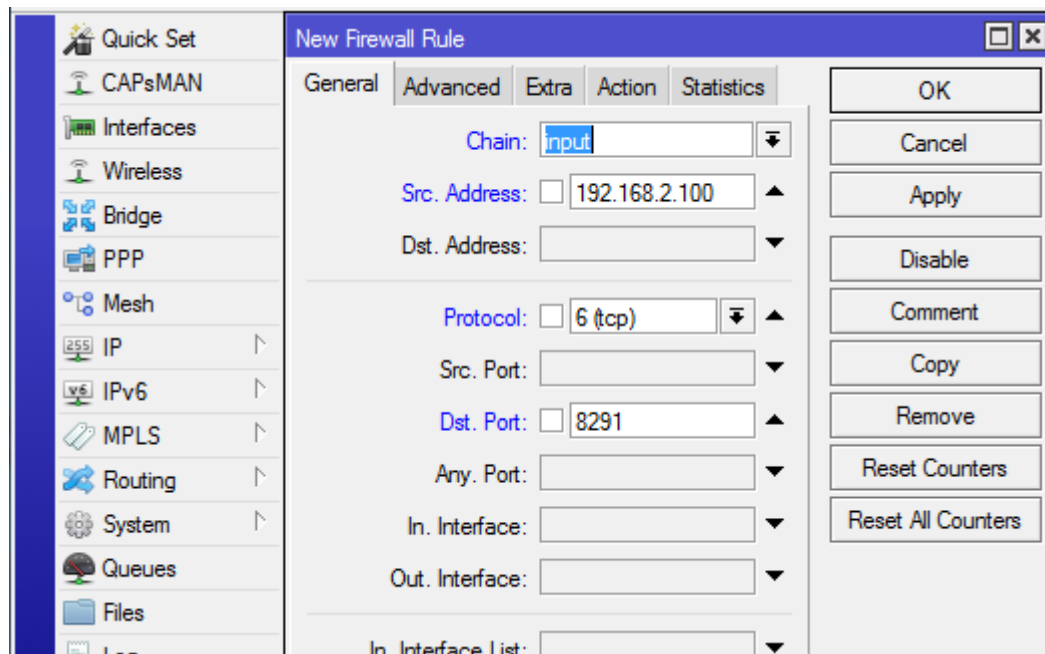 Quick Set
CAPsMAN
Interfaces
Wireless
Bridge
PPP
Mesh
255 IP
v6 IPv6
MPLS
Routing
System
Queues
Files
New Firewall Rule
General Advanced Extra Action Statistics
Chain: input
Src. Address: 192.168.2.100
Dst. Address:
Protocol: 6 (tcp)
Src. Port:
Dst. Port: 8291
Any. Port:
In. Interface:
Out. Interface:
In. Interface List:
OK
Cancel
Apply
Disable
Comment
Copy
Remove
Reset Counters
Reset All Counters